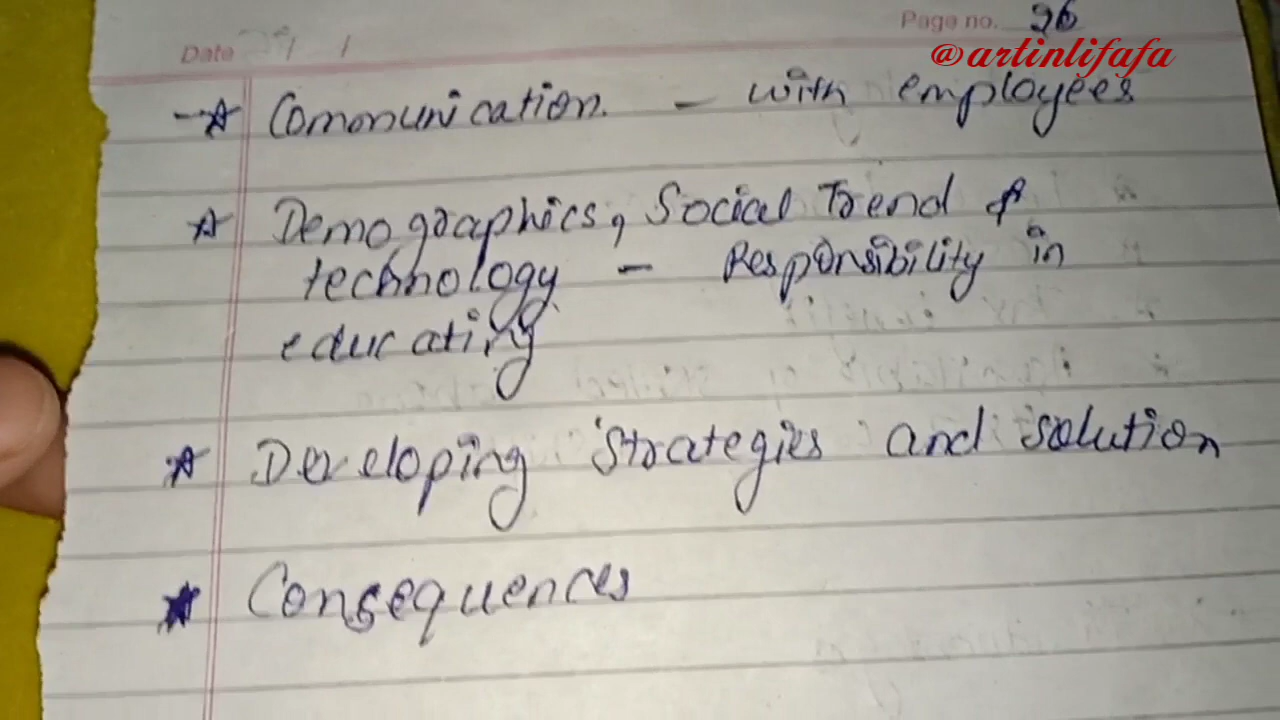 Page no. 26
Date / /
@artinlifafa
Communication. - with employees
Demographics, Social Trend &
technology - Responsibility in
educating
Developing Strategies and solution
Consequences